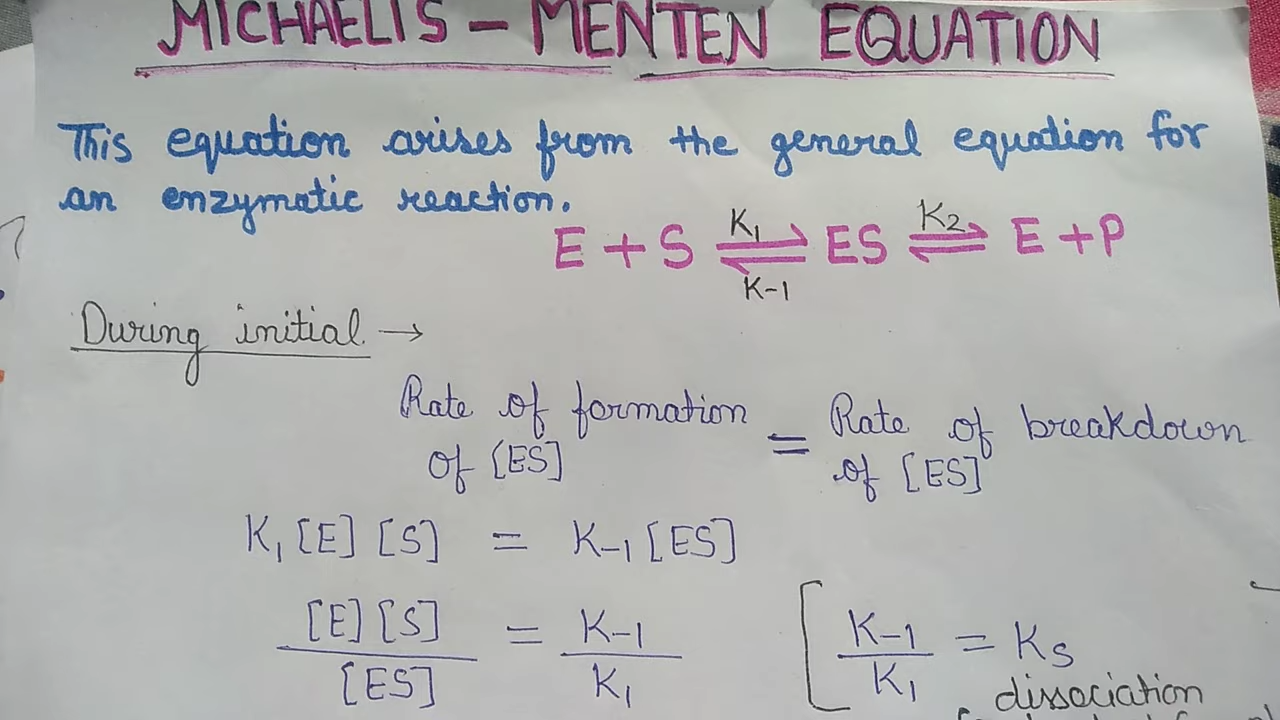 MICHAELIS - MENTEN EQUATION
This equation arises from the general equation for
an enzymatic reaction.
E + S ⇌ ES ⇌ E + P
K1 K2
K-1
During initial →
Rate of formation = Rate of breakdown
of [ES] of [ES]
K1 [E] [S] = K-1 [ES]
[E] [S] = K-1
[ES] K1
K-1 = KS
K1
dissociation